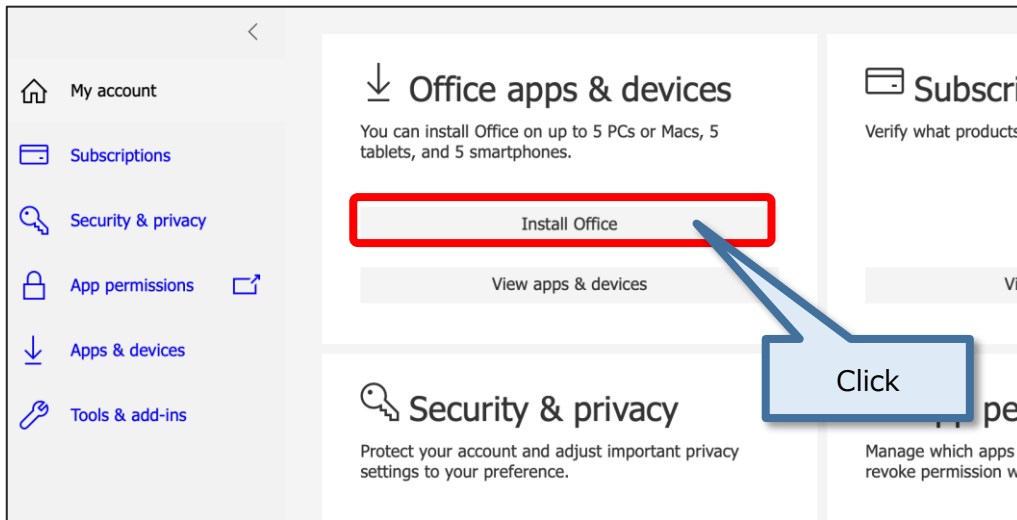 My account
Subscriptions
Security & privacy
App permissions
Apps & devices
Tools & add-ins
Office apps & devices
You can install Office on up to 5 PCs or Macs, 5
tablets, and 5 smartphones.
Install Office
View apps & devices
Verify what products
Click
Security & privacy
Protect your account and adjust important privacy
settings to your preference.
Manage which apps
revoke permission